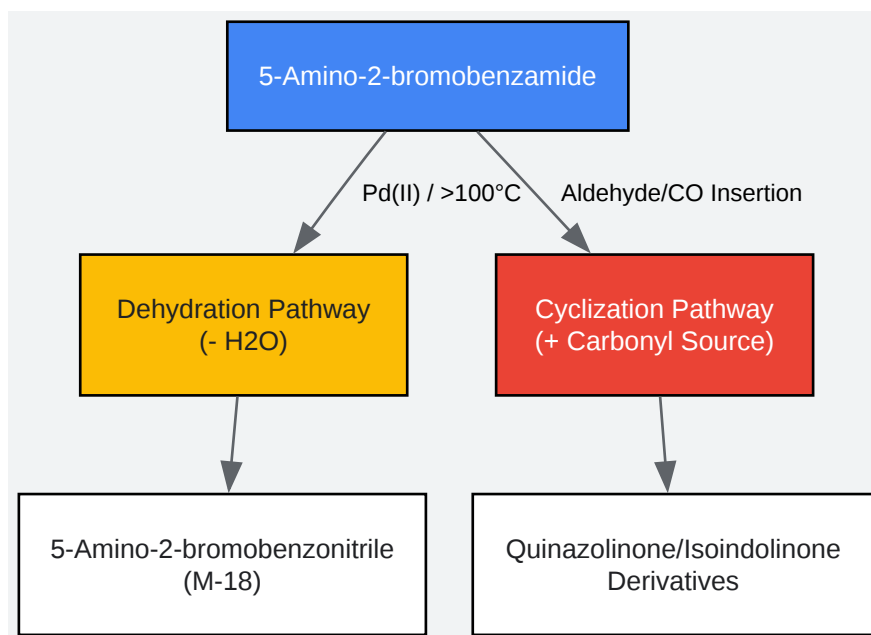 5-Amino-2-bromobenzamide
Pd(II) / >100°C
Aldehyde/CO Insertion
Dehydration Pathway
(- H2O)
Cyclization Pathway
(+ Carbonyl Source)
5-Amino-2-bromobenzonitrile
(M-18)
Quinazolinone/Isoindolinone
Derivatives